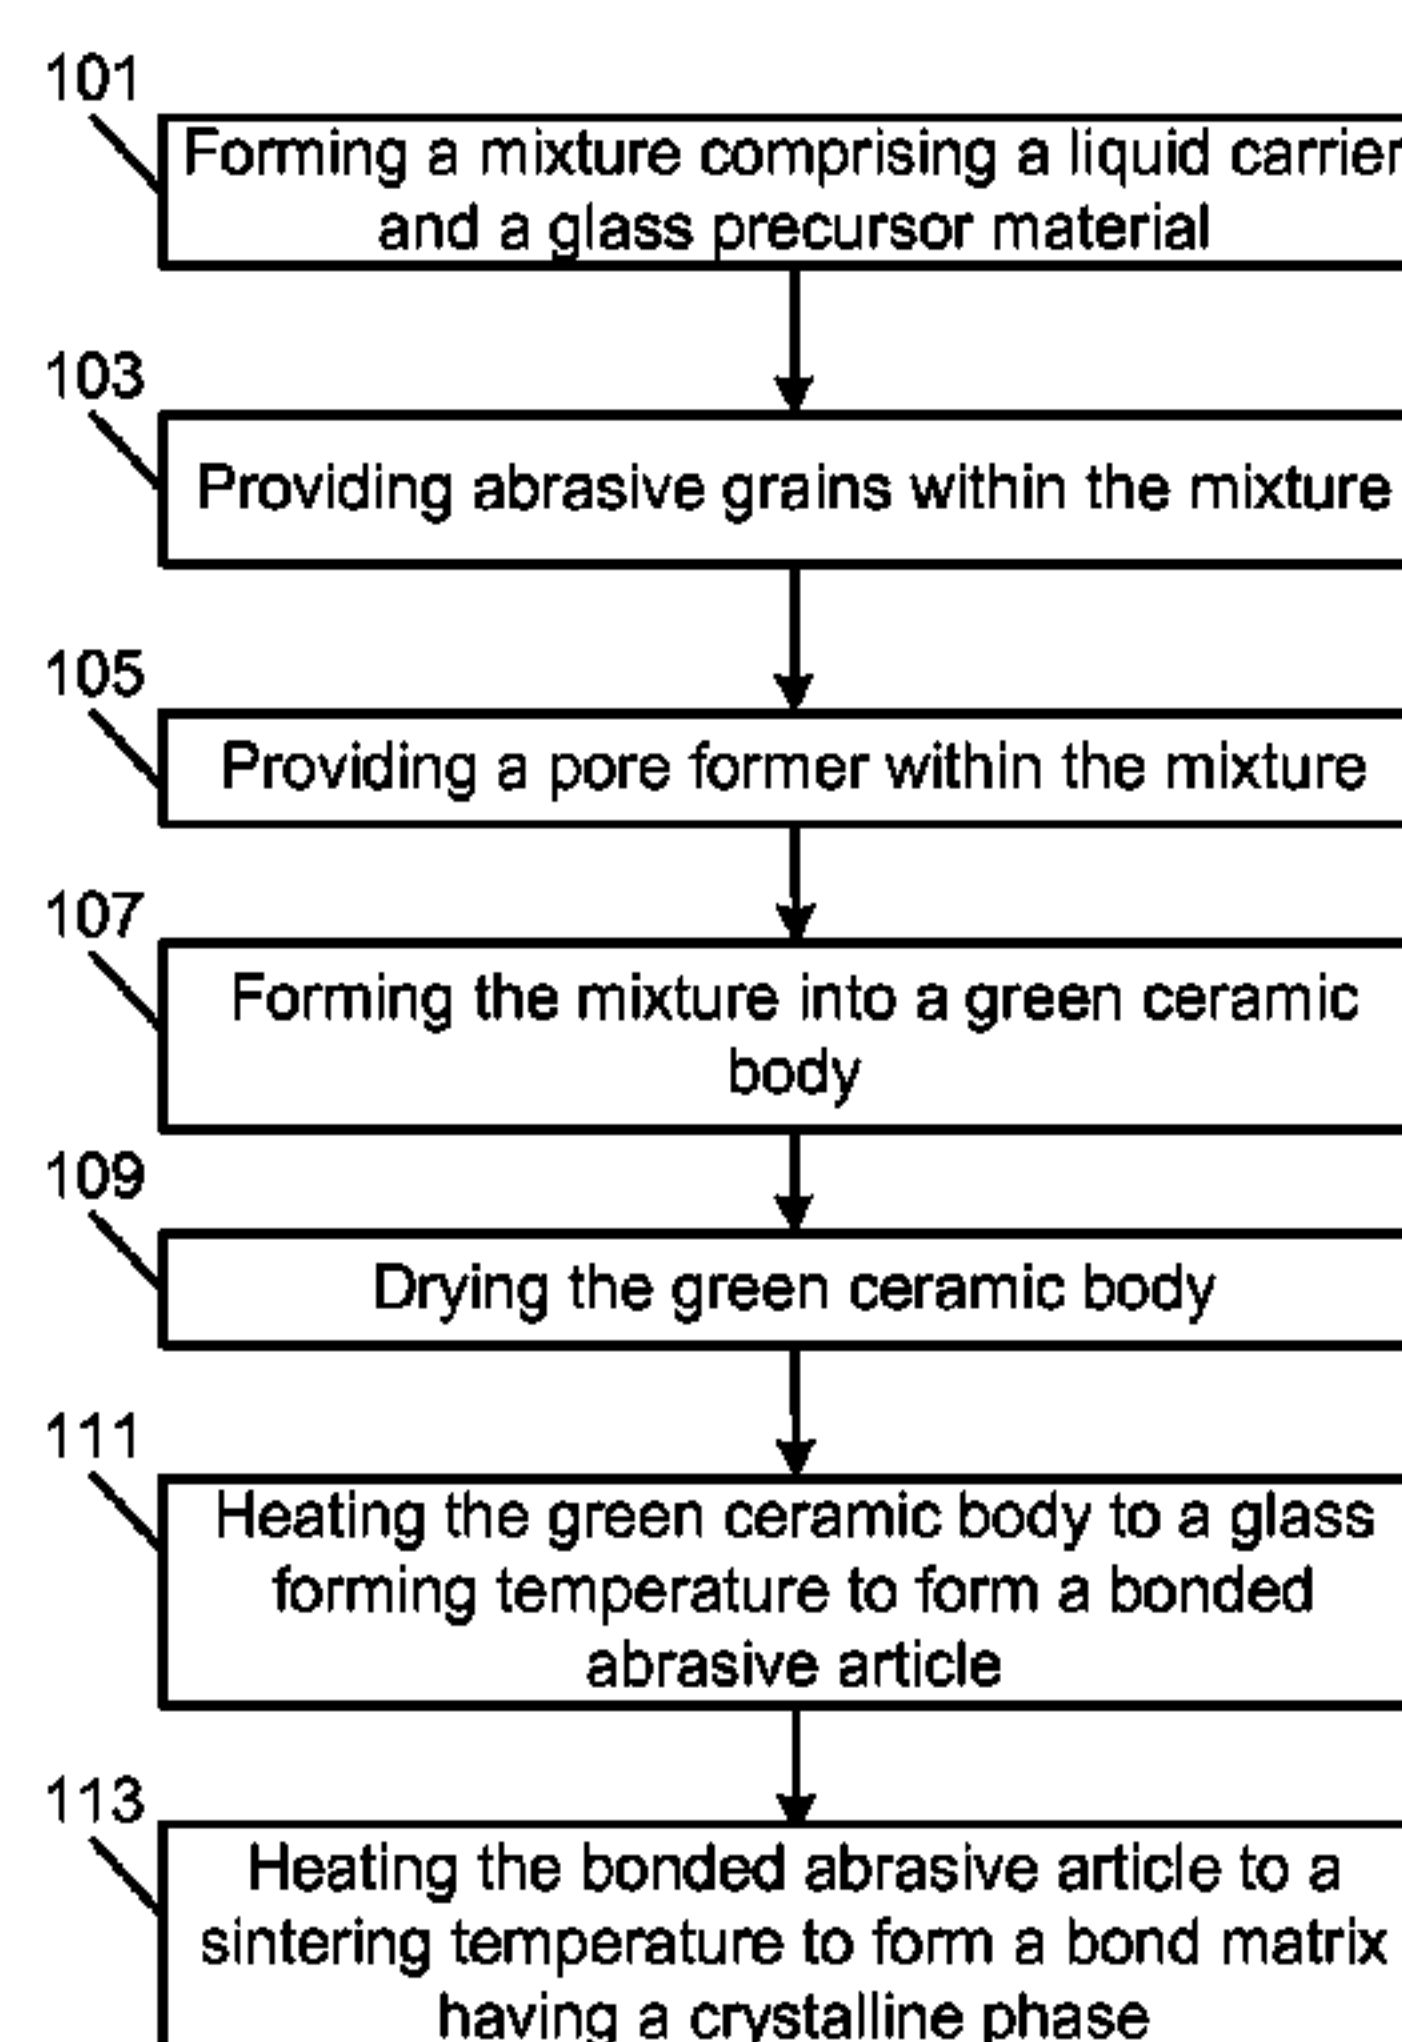 101
Forming a mixture comprising a liquid carrier
and a glass precursor material
103
Providing abrasive grains within the mixture
105
Providing a pore former within the mixture
107
Forming the mixture into a green ceramic
body
109
Drying the green ceramic body
111
Heating the green ceramic body to a glass
forming temperature to form a bonded
abrasive article
113
Heating the bonded abrasive article to a
sintering temperature to form a bond matrix
having a crystalline phase